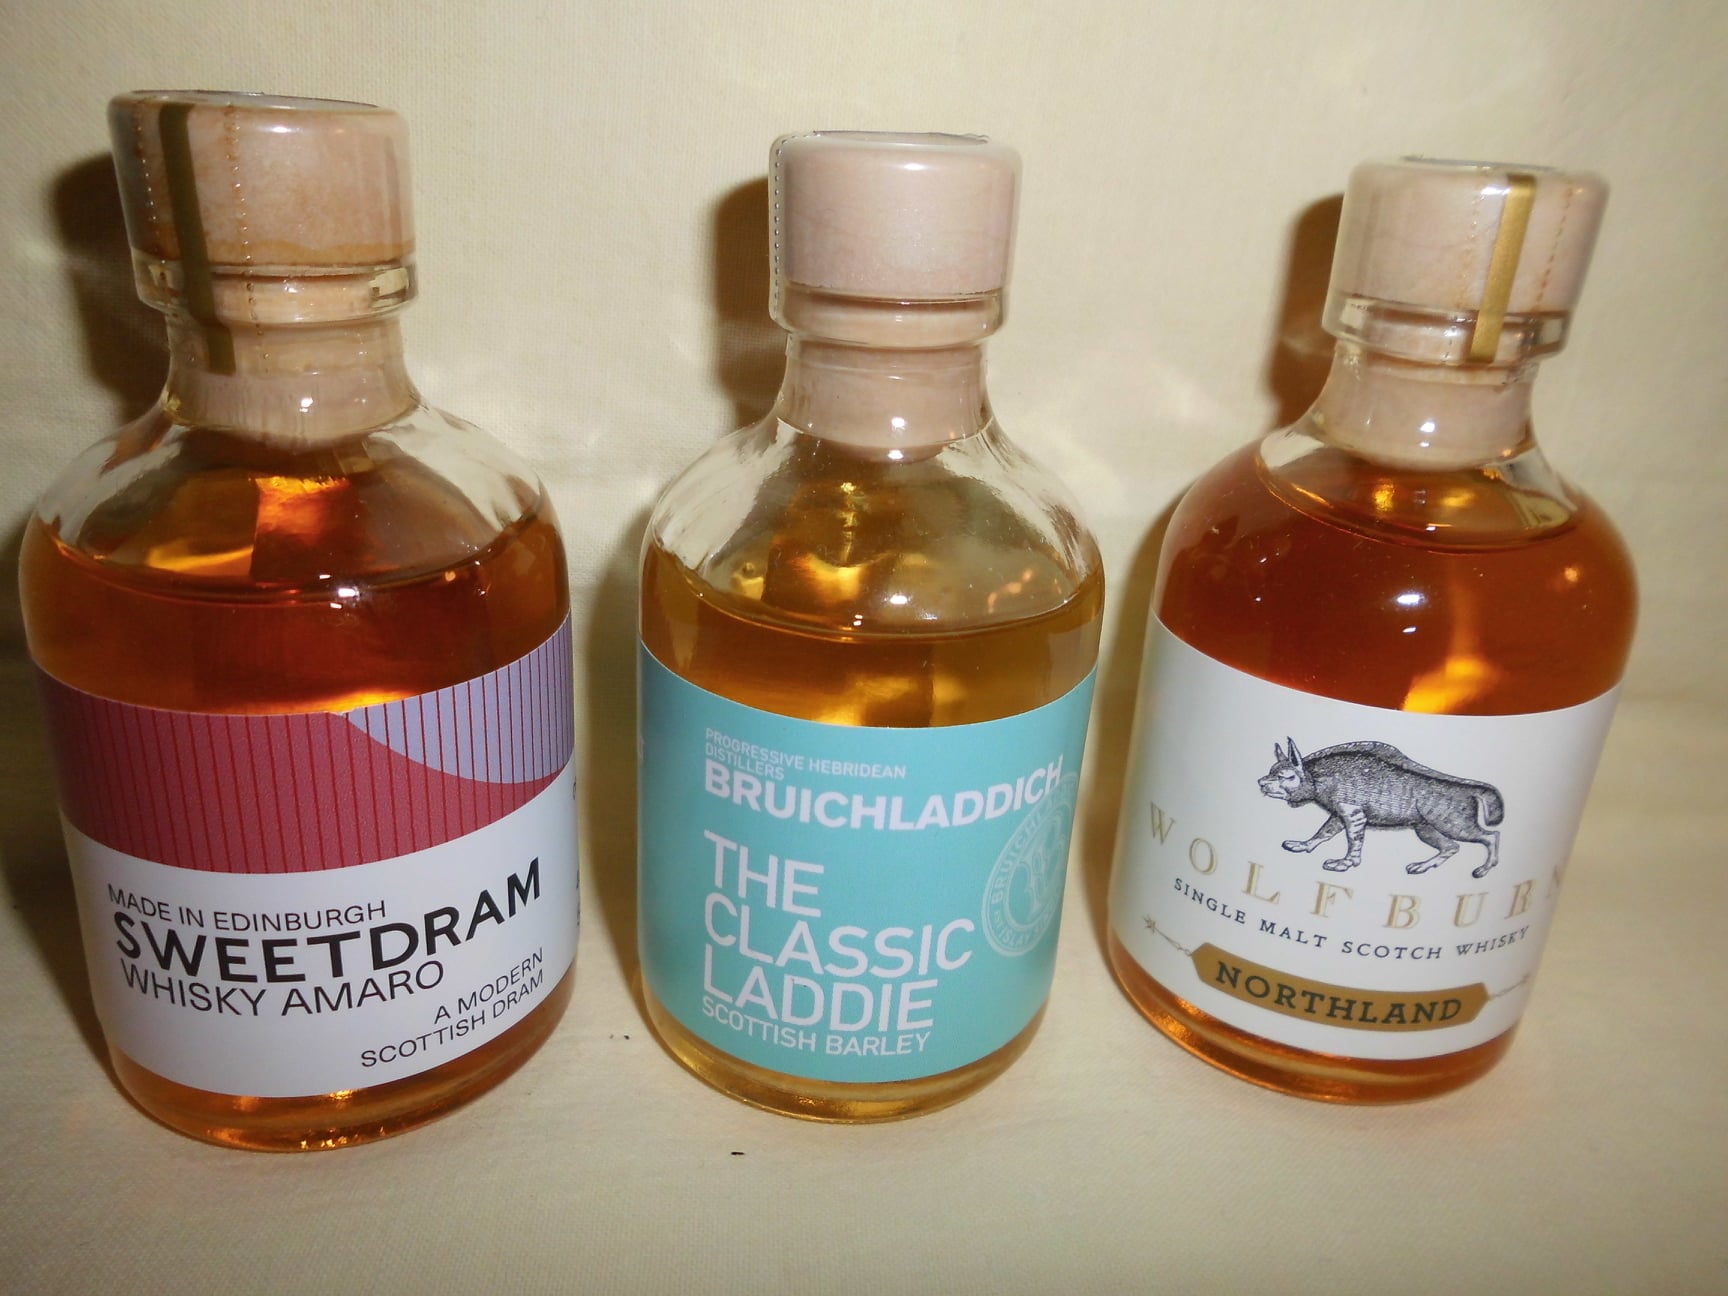 MADE IN EDINBURGH
SWEETDRAM
WHISKY AMARO
A MODERN
SCOTTISH DRAM
PROGRESSIVE HEBRIDEAN
DISTILLERS
BRUICHLADDICH
THE
CLASSIC
LADDIE
SCOTTISH BARLEY
WOLFBURN
SINGLE MALT SCOTCH WHISKY
NORTHLAND